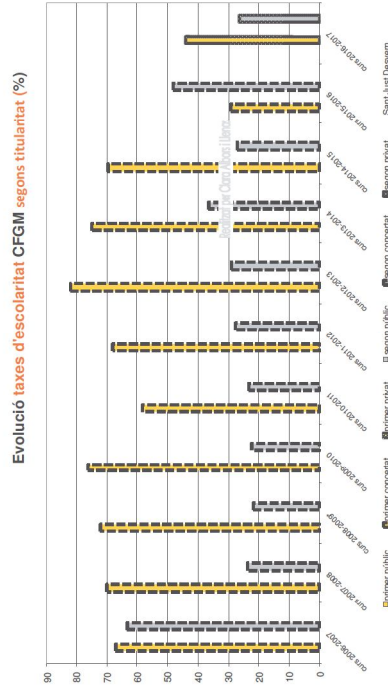 Evolució taxes d'escolaritat CFGM segons titularitat (%)
90
80
70
60
50
40
30
20
10
0
curs 2006-2007
curs 2007-2008
curs 2008-2009*
curs 2009-2010
curs 2010-2011
curs 2011-2012
curs 2012-2013
curs 2013-2014
curs 2014-2015
curs 2015-2016
curs 2016-2017
primer públic
primer concertat
primer privat
segon públic
segon concertat
segon privat
Sant Just Desvern